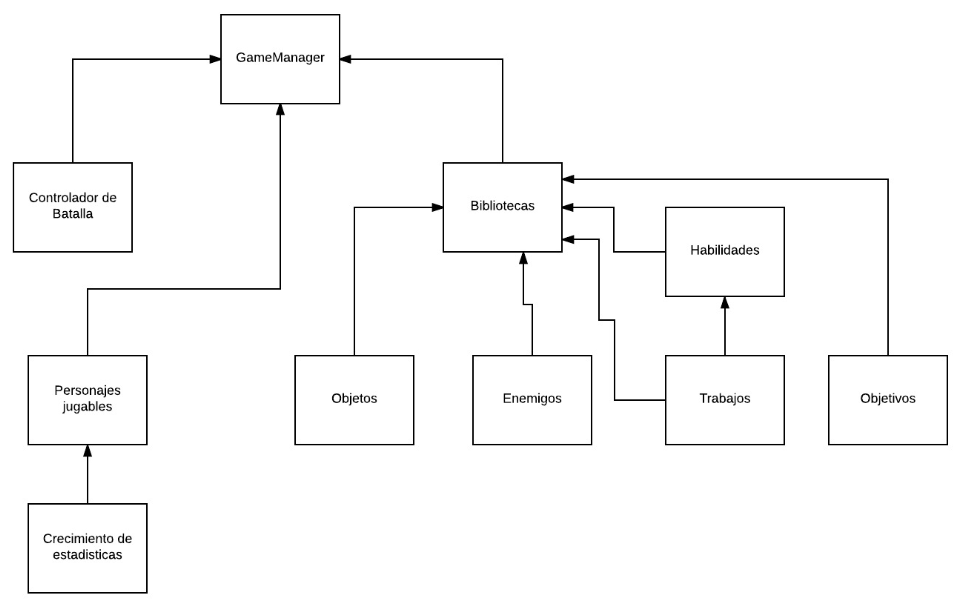 GameManager
Controlador de
Batalla
Bibliotecas
Habilidades
Personajes
jugables
Objetos
Enemigos
Trabajos
Objetivos
Crecimiento de
estadisticas